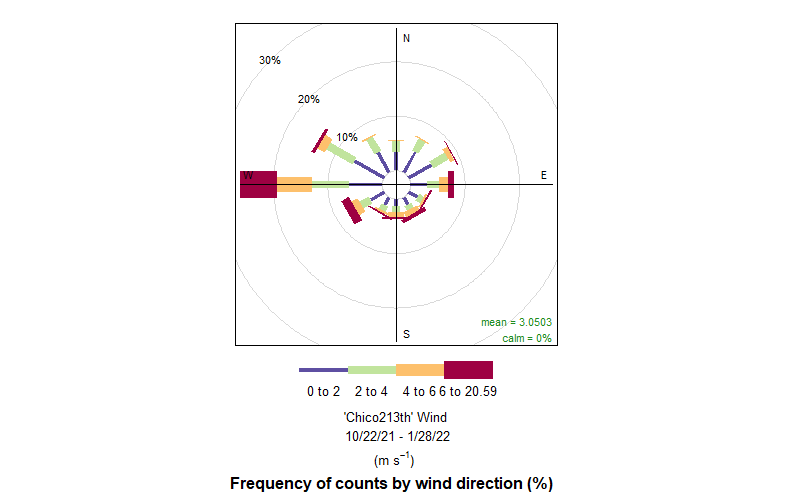 N
30%
20%
10%
W
E
S
mean = 3.0503
calm = 0%
0 to 2 2 to 4 4 to 6 6 to 20.59
'Chico213th' Wind
10/22/21 - 1/28/22
(m s⁻¹)
Frequency of counts by wind direction (%)